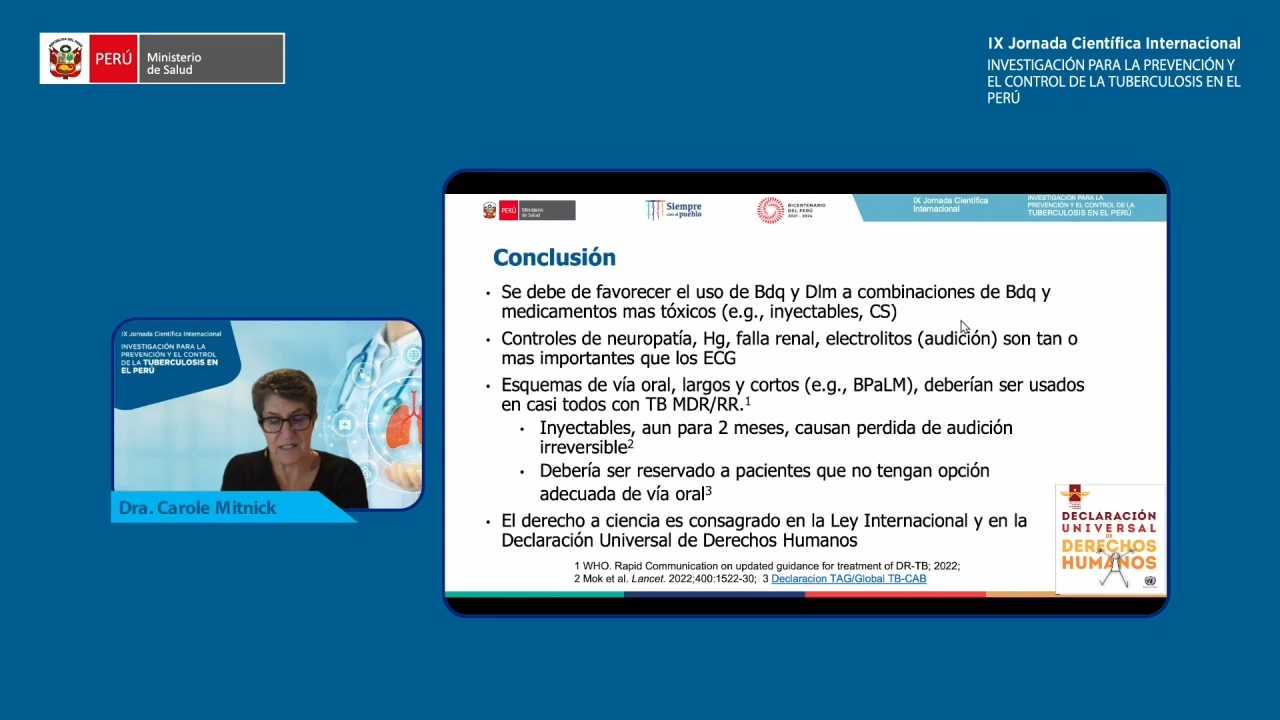 PERÚ
Ministerio
de Salud
IX Jornada Científica Internacional
INVESTIGACIÓN PARA LA PREVENCIÓN Y
EL CONTROL DE LA TUBERCULOSIS EN EL
PERÚ
PERÚ
Ministerio
de Salud
Siempre
con el pueblo
BICENTENARIO
DEL PERÚ
2021 - 2024
IX Jornada Científica
Internacional
INVESTIGACIÓN PARA LA
PREVENCIÓN Y EL CONTROL DE LA
TUBERCULOSIS EN EL PERÚ
Conclusión
• Se debe de favorecer el uso de Bdq y Dlm a combinaciones de Bdq y
medicamentos mas tóxicos (e.g., inyectables, CS)
• Controles de neuropatía, Hg, falla renal, electrolitos (audición) son tan o
mas importantes que los ECG
• Esquemas de vía oral, largos y cortos (e.g., BPaLM), deberían ser usados
en casi todos con TB MDR/RR.1
• Inyectables, aun para 2 meses, causan perdida de audición
irreversible2
• Debería ser reservado a pacientes que no tengan opción
adecuada de vía oral3
• El derecho a ciencia es consagrado en la Ley Internacional y en la
Declaración Universal de Derechos Humanos
1 WHO. Rapid Communication on updated guidance for treatment of DR-TB; 2022;
2 Mok et al. Lancet. 2022;400:1522-30; 3 Declaracion TAG/Global TB-CAB
DECLARACIÓN
UNIVERSAL
DE
DERECHOS
HUMANOS
IX Jornada Científica Internacional
INVESTIGACIÓN PARA LA
PREVENCIÓN Y EL CONTROL
DE LA TUBERCULOSIS EN
EL PERÚ
Dra. Carole Mitnick